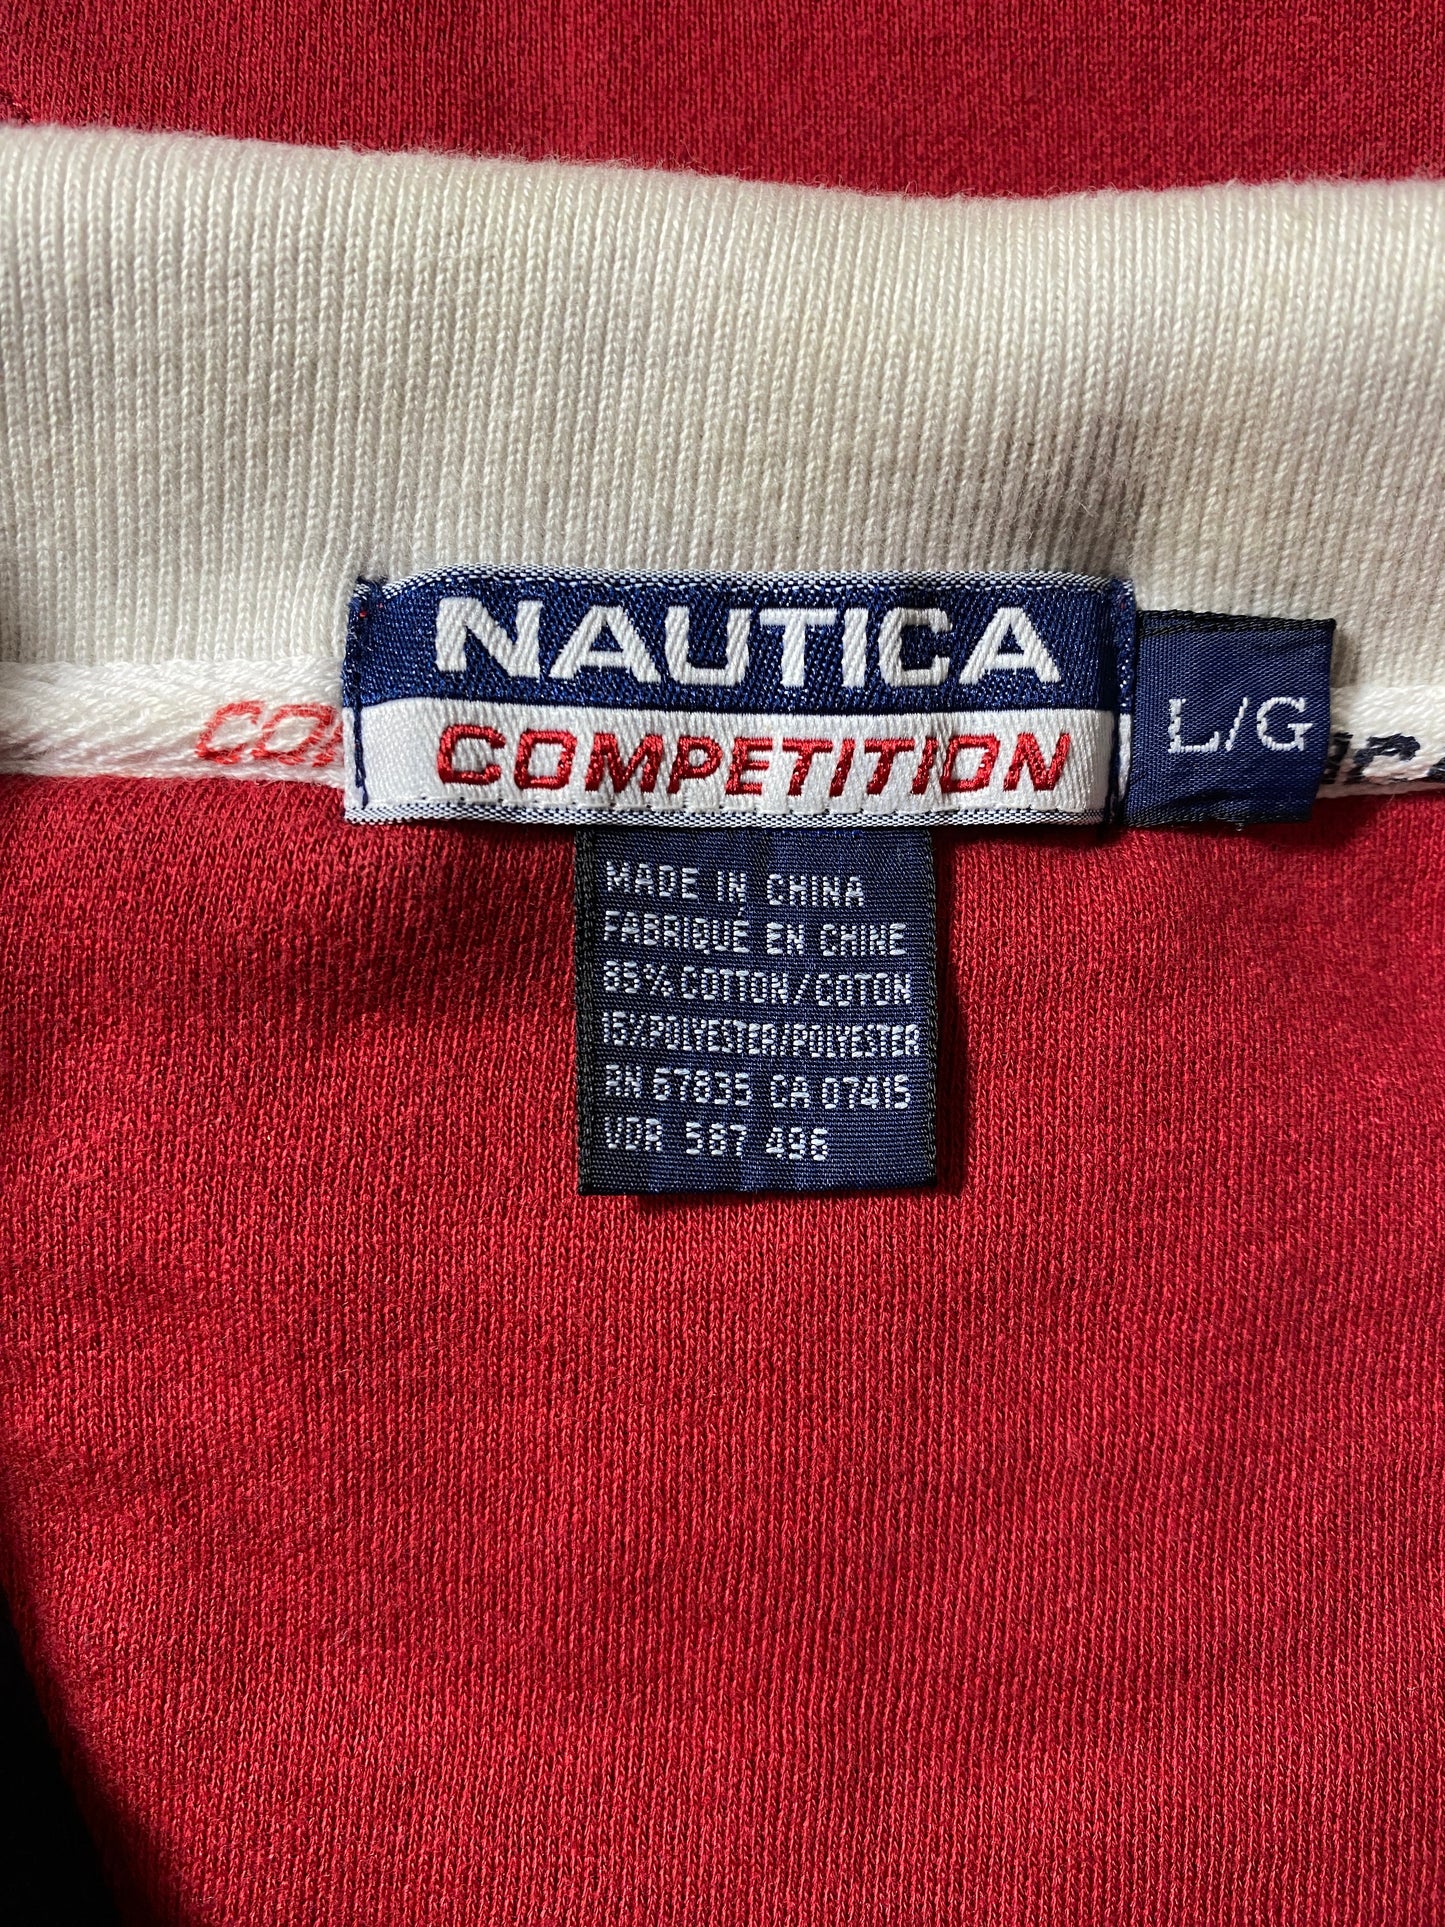 NAUTICA
COMPETITION
L/G
MADE IN CHINA
FABRIQUÉ EN CHINE
85% COTTON/COTON
15% POLYESTER/POLYESTER
RN 67835 CA 07415
VDR 587 496